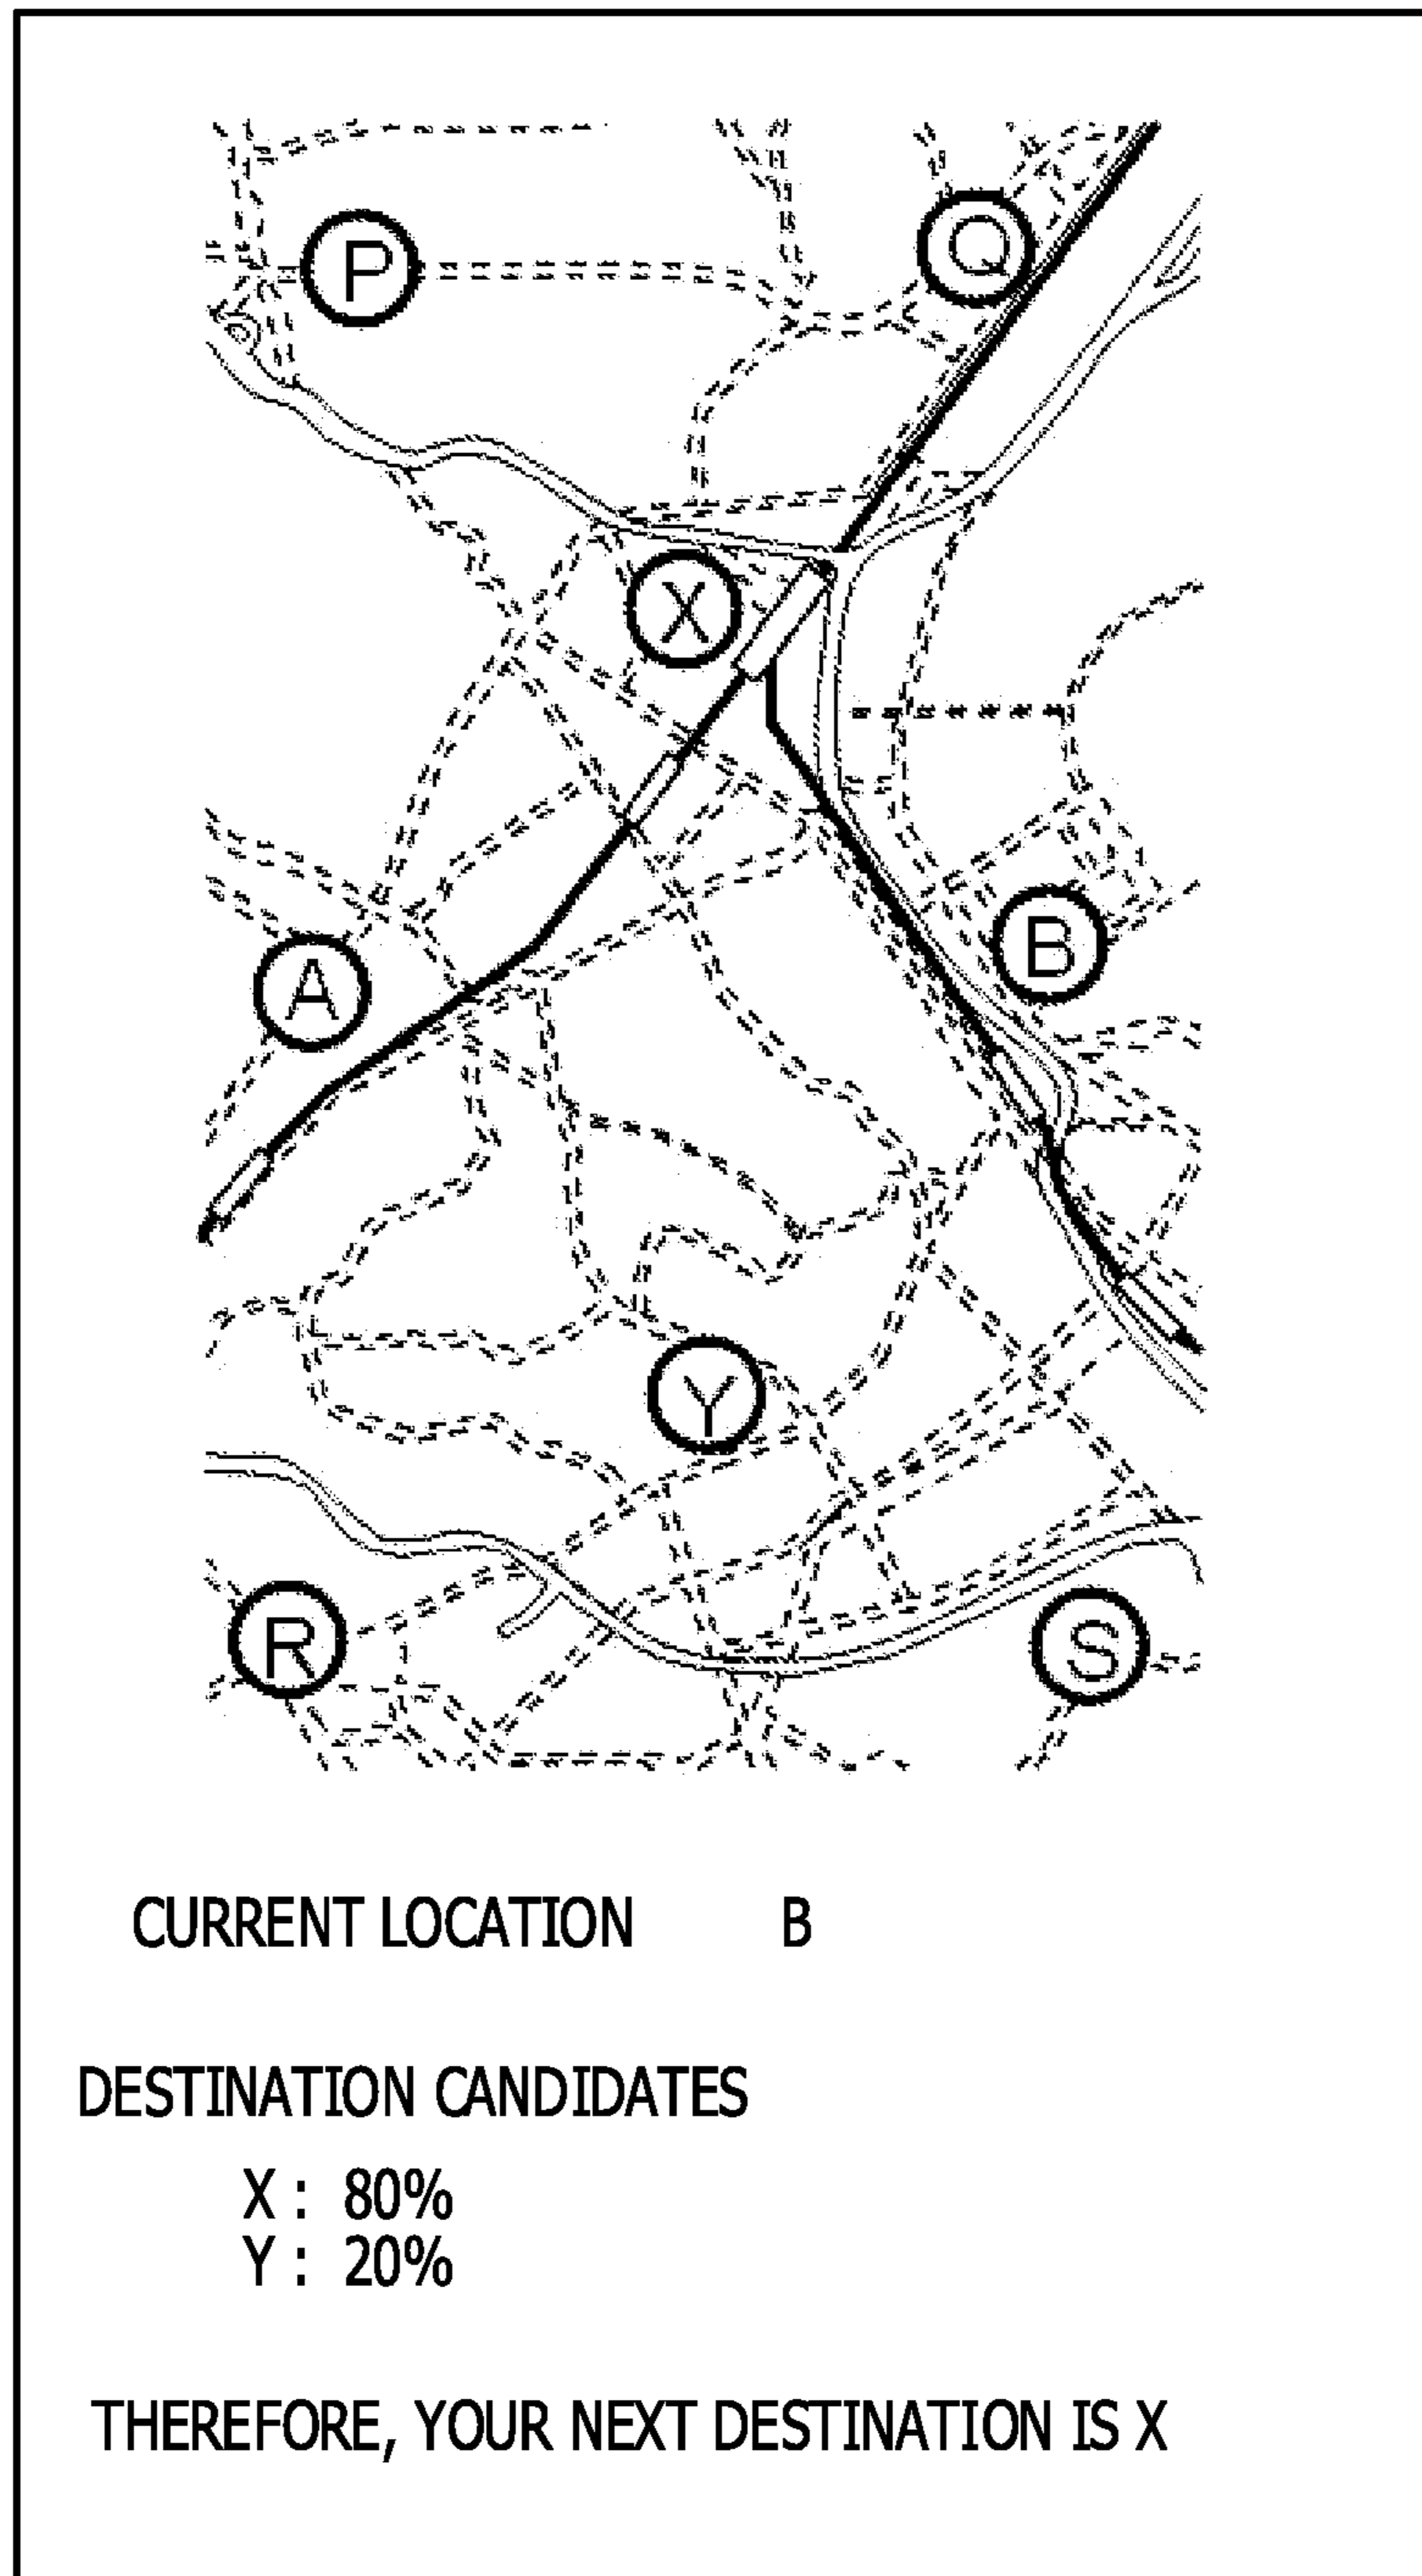 P
Q
X
A
B
Y
R
S
CURRENT LOCATION B
DESTINATION CANDIDATES
X : 80%
Y : 20%
THEREFORE, YOUR NEXT DESTINATION IS X